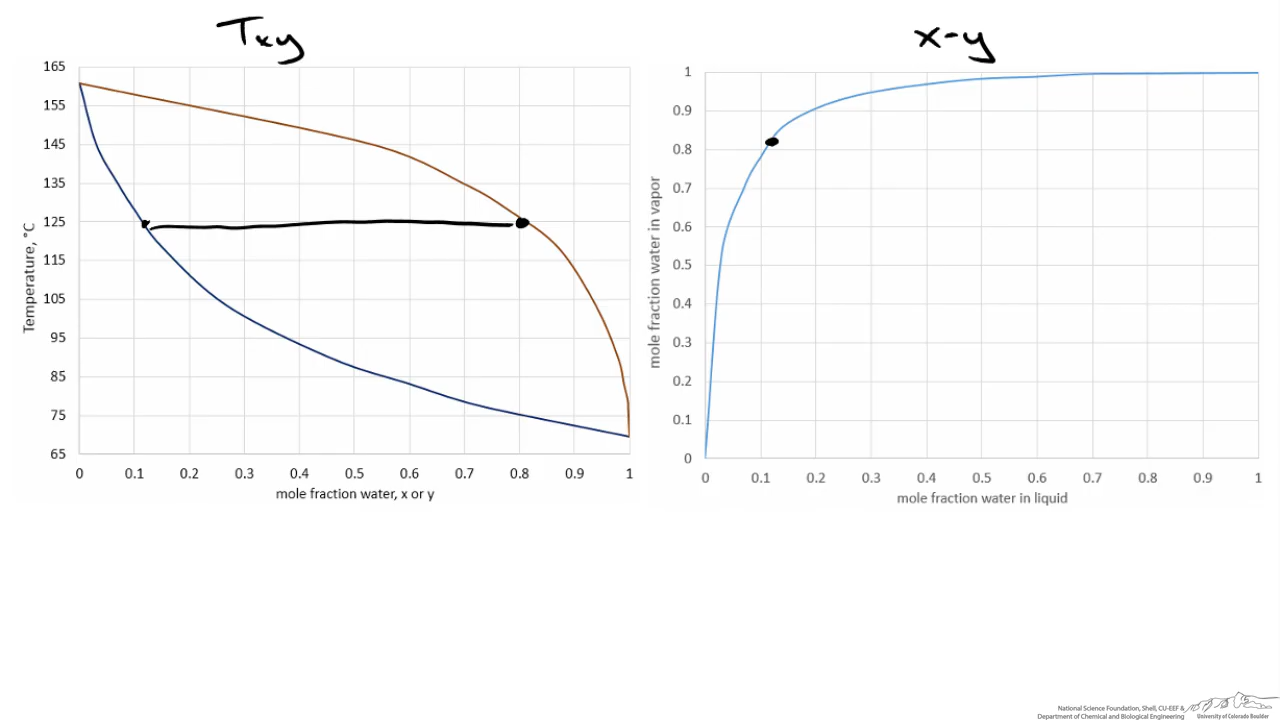 Txy
x-y
165
155
145
135
125
115
105
95
85
75
65
Temperature, °C
0 0.1 0.2 0.3 0.4 0.5 0.6 0.7 0.8 0.9 1
mole fraction water, x or y
1
0.9
0.8
0.7
0.6
0.5
0.4
0.3
0.2
0.1
0
mole fraction water in vapor
0 0.1 0.2 0.3 0.4 0.5 0.6 0.7 0.8 0.9 1
mole fraction water in liquid
National Science Foundation, Shell, CU-EEF &
Department of Chemical and Biological Engineering
University of Colorado Boulder